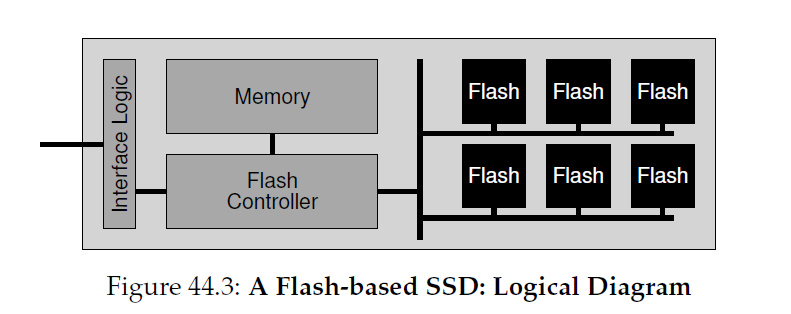 Interface Logic
Memory
Flash
Controller
Flash Flash Flash
Flash Flash Flash
Figure 44.3: A Flash-based SSD: Logical Diagram